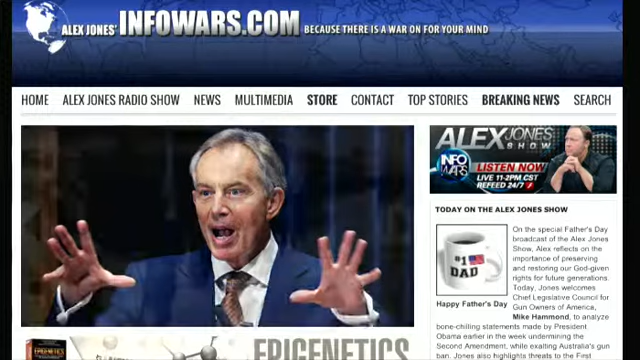 ALEX JONES' INFOWARS.COM BECAUSE THERE IS A WAR ON FOR YOUR MIND
HOME ALEX JONES RADIO SHOW NEWS MULTIMEDIA STORE CONTACT TOP STORIES BREAKING NEWS SEARCH
ALEX JONES
SHOW
INFO
WARS
LISTEN NOW
LIVE 11-2PM CST
REFEED 24/7
TODAY ON THE ALEX JONES SHOW
#1
DAD
Happy Father's Day
On the special Father's Day
broadcast of the Alex Jones
Show, Alex reflects on the
importance of preserving
and restoring our God-given
rights for future generations.
Today, Jones welcomes
Chief Legislative Council for
Gun Owners of America,
Mike Hammond, to analyze
bone-chilling statements made by President
Obama earlier in the week undermining the
Second Amendment, while exalting Australia's gun
ban. Jones also highlights threats to the First
EPIGENETICS
EPIGENETICS